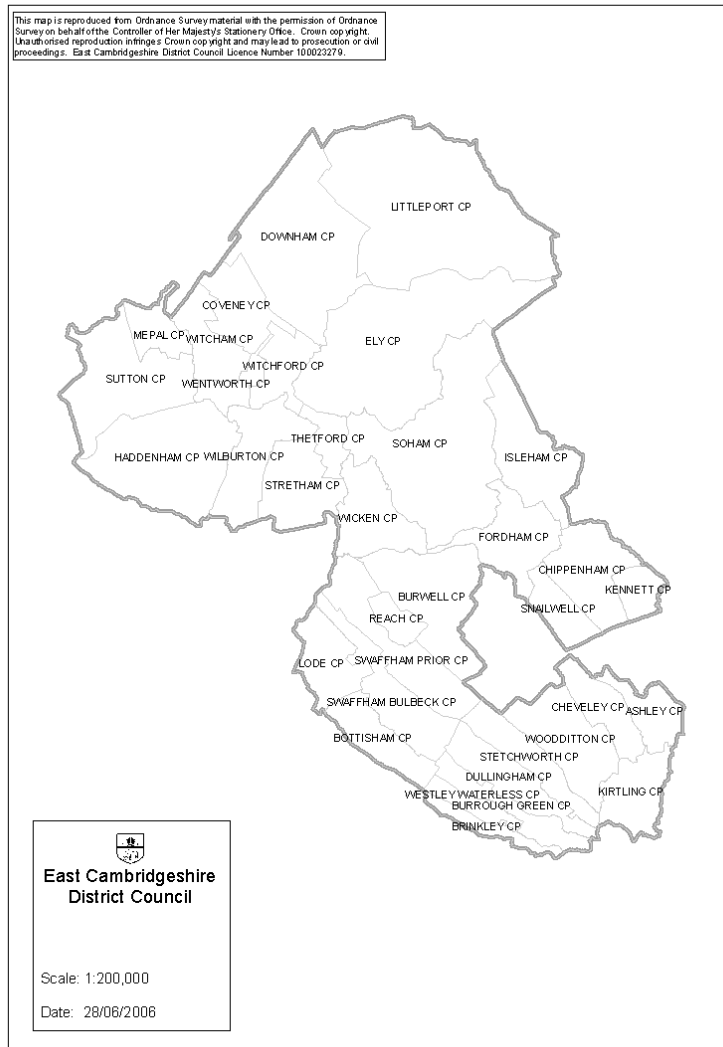 This map is reproduced from Ordnance Survey material with the permission of Ordnance
Survey on behalf of the Controller of Her Majesty's Stationery Office. Crown copyright.
Unauthorised reproduction infringes Crown copyright and may lead to prosecution or civil
proceedings. East Cambridgeshire District Council Licence Number 100023279.
LITTLEPORT CP
DOWNHAM CP
COVENEY CP
MEPAL CP
WITCHAM CP
ELY CP
WITCHFORD CP
SUTTON CP
WENTWORTH CP
THETFORD CP
SOHAM CP
HADDENHAM CP
WILBURTON CP
ISLEHAM CP
STRETHAM CP
WICKEN CP
FORDHAM CP
CHIPPENHAM CP
KENNETT CP
BURWELL CP
SNAILWELL CP
REACH CP
LODE CP
SWAFFHAM PRIOR CP
SWAFFHAM BULBECK CP
CHEVELEY CP
ASHLEY CP
BOTTISHAM CP
WOODDITTON CP
STETCHWORTH CP
DULLINGHAM CP
KIRTLING CP
WESTLEY WATERLESS CP
BURROUGH GREEN CP
BRINKLEY CP
East Cambridgeshire
District Council
Scale: 1:200,000
Date: 28/06/2006